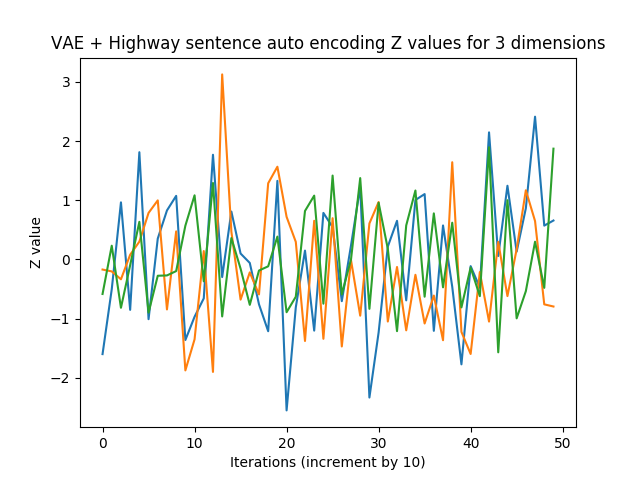 VAE + Highway sentence auto encoding Z values for 3 dimensions
3
2
1
0
−1
−2
Z value
0 10 20 30 40 50
Iterations (increment by 10)